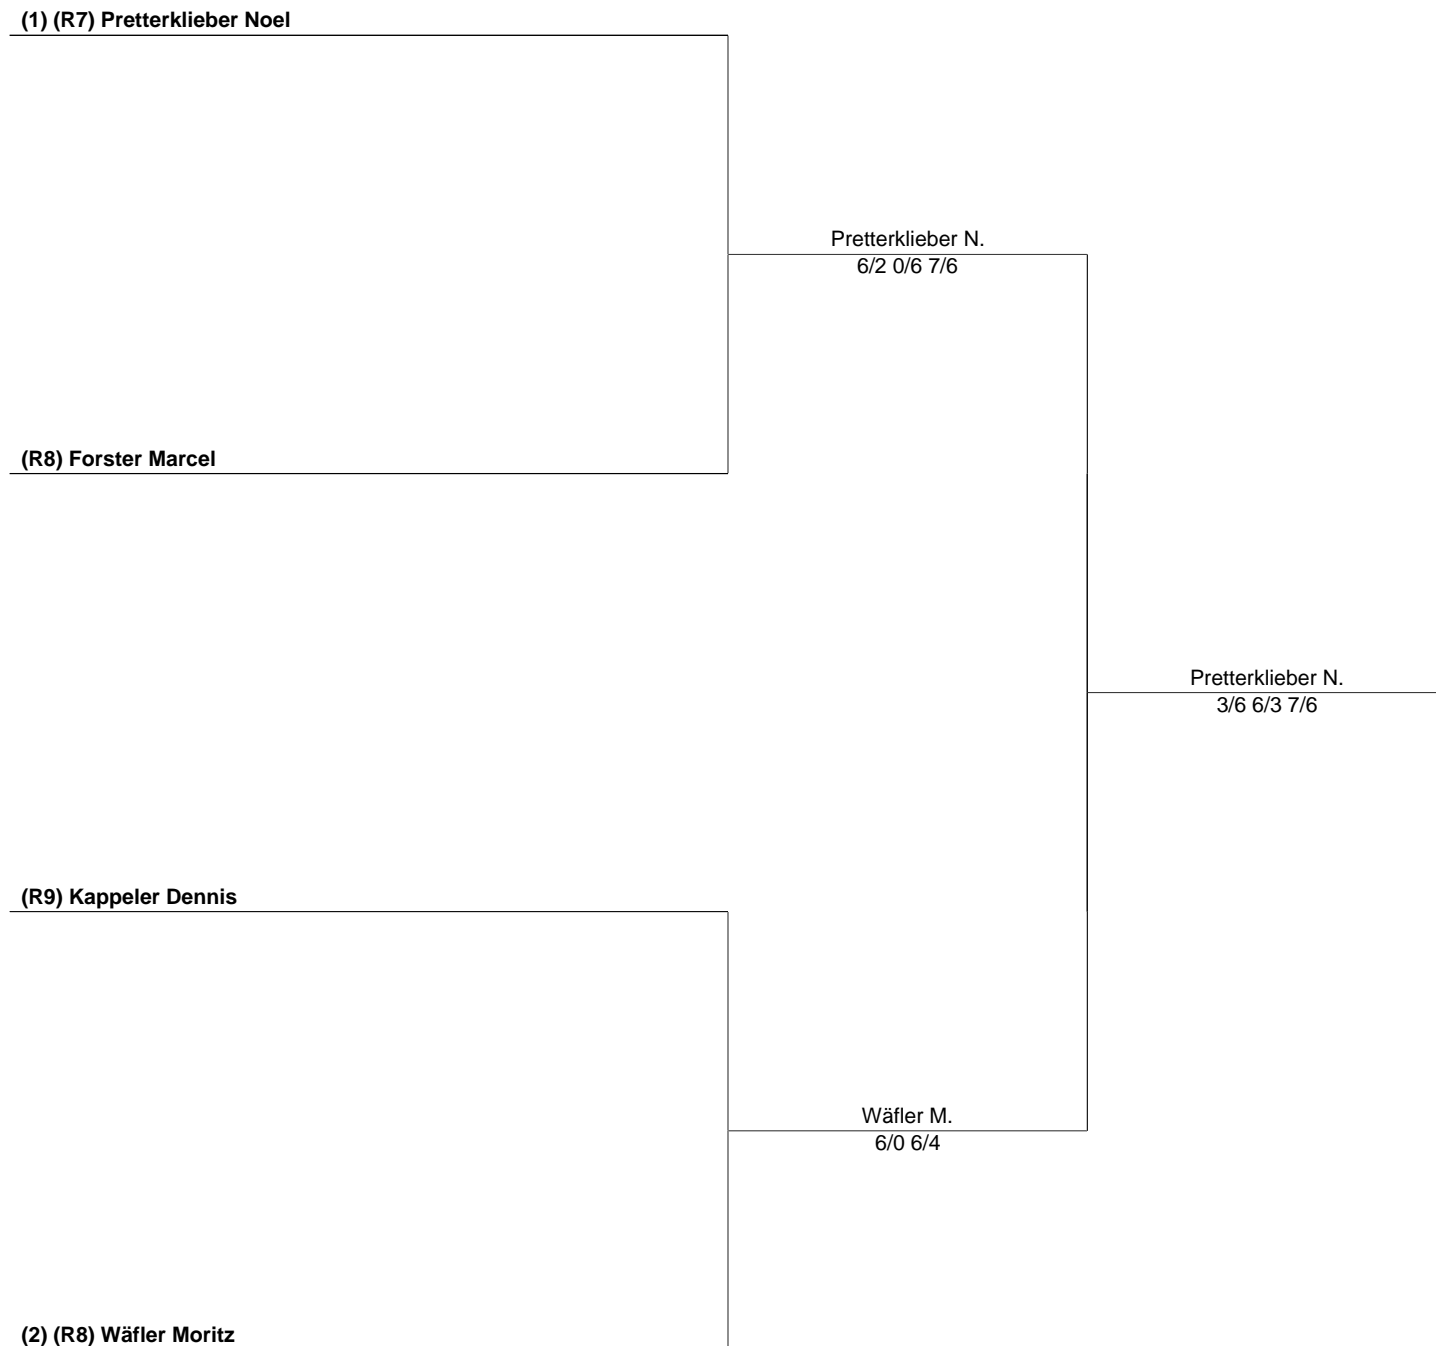 (1) (R7) Pretterklieber Noel
Pretterklieber N.
6/2 0/6 7/6
(R8) Forster Marcel
Pretterklieber N.
3/6 6/3 7/6
(R9) Kappeler Dennis
Wäfler M.
6/0 6/4
(2) (R8) Wäfler Moritz